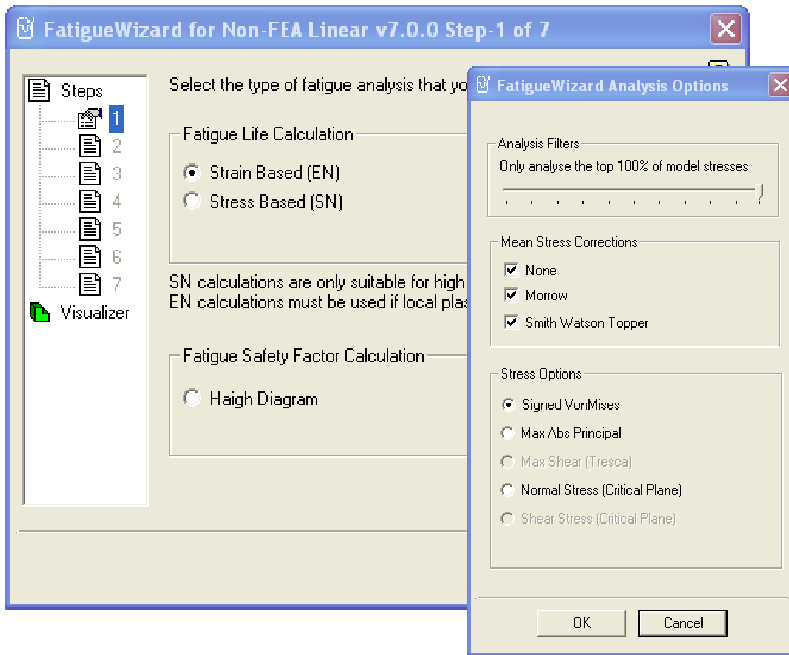 FatigueWizard for Non-FEA Linear v7.0.0 Step-1 of 7
Steps
1
2
3
4
5
6
7
Visualizer
Select the type of fatigue analysis that yo
Fatigue Life Calculation
Strain Based (EN)
Stress Based (SN)
SN calculations are only suitable for high
EN calculations must be used if local plas
Fatigue Safety Factor Calculation
Haigh Diagram
FatigueWizard Analysis Options
Analysis Filters
Only analyse the top 100% of model stresses
Mean Stress Corrections
None
Morrow
Smith Watson Topper
Stress Options
Signed VonMises
Max Abs Principal
Max Shear (Tresca)
Normal Stress (Critical Plane)
Shear Stress (Critical Plane)
OK
Cancel